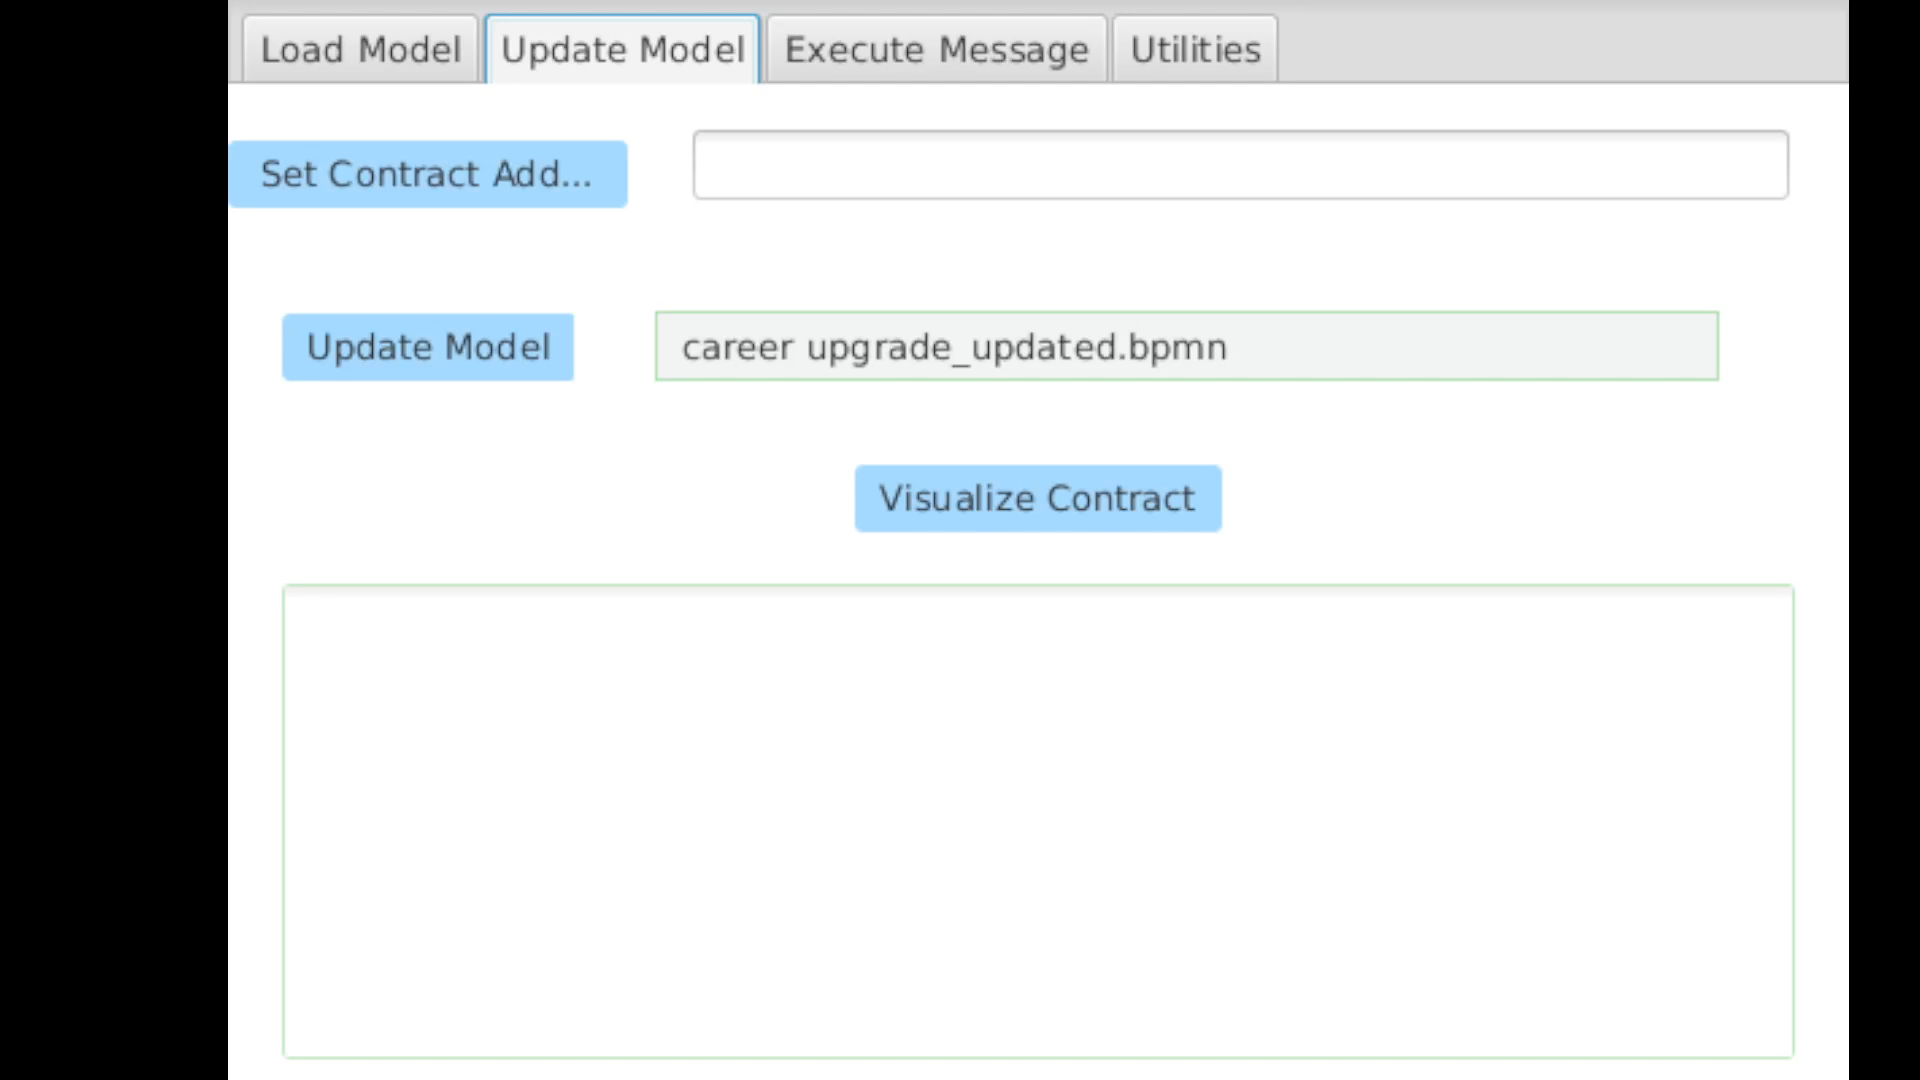 Load Model Update Model Execute Message Utilities
Set Contract Add...
Update Model career upgrade_updated.bpmn
Visualize Contract